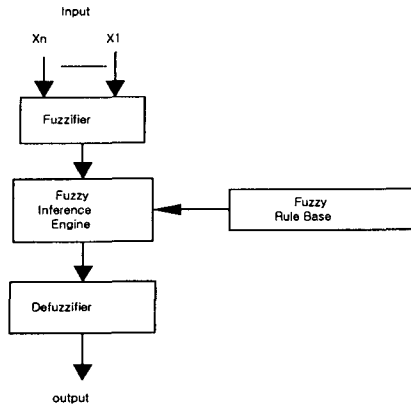 Input
Xn X1
Fuzzifier
Fuzzy
Inference
Engine
Fuzzy
Rule Base
Defuzzifier
output